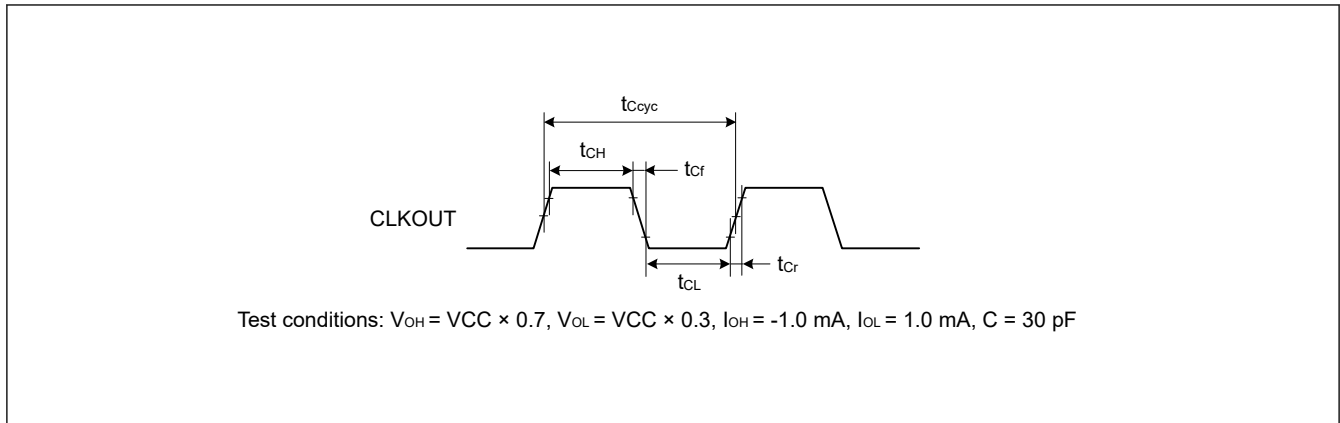 tCcyc
tCH
tCf
CLKOUT
tCL
tCr
Test conditions: VOH = VCC × 0.7, VOL = VCC × 0.3, IOH = -1.0 mA, IOL = 1.0 mA, C = 30 pF